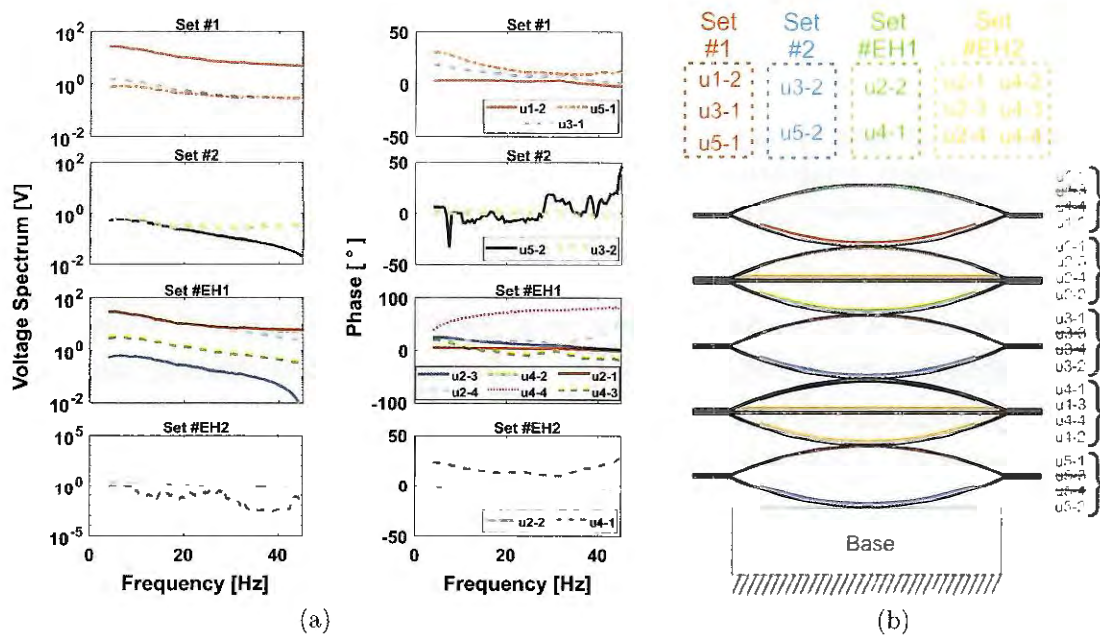 Set #1
10^2
10^0
10^-2
Set #2
10^2
10^0
10^-2
Set #EH1
10^2
10^0
10^-2
Set #EH2
10^5
10^0
10^-5
0 20 40
Voltage Spectrum [V]
Frequency [Hz]
Set #1
50
0
-50
u1-2 u5-1
u3-1
Set #2
50
0
-50
u5-2 u3-2
Set #EH1
100
0
-100
u2-3 u4-2 u2-1
u2-4 u4-4 u4-3
Set #EH2
50
0
-50
u2-2 u4-1
0 20 40
Phase [°]
Frequency [Hz]
(a)
Set Set Set Set
#1 #2 #EH1 #EH2
u1-2
u3-1
u5-1
u3-2
u5-2
u2-2
u4-1
u2-1 u4-2
u2-3 u4-3
u2-4 u4-4
u3-1
u3-2
u4-1
u4-4
u4-2
u5-1
Base
(b)